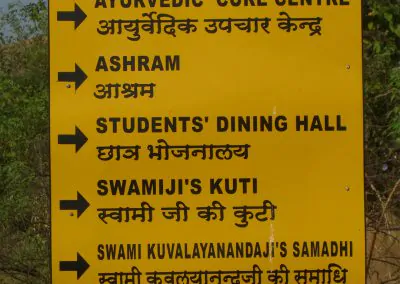 AYURVEDIC CURE CENTRE
आयुर्वेदिक उपचार केन्द्र
ASHRAM
आश्रम
STUDENTS' DINING HALL
छात्र भोजनालय
SWAMIJI'S KUTI
स्वामी जी की कुटी
SWAMI KUVALAYANANDAJI'S SAMADHI
स्वामी कुवलयानन्दजी की समाधि